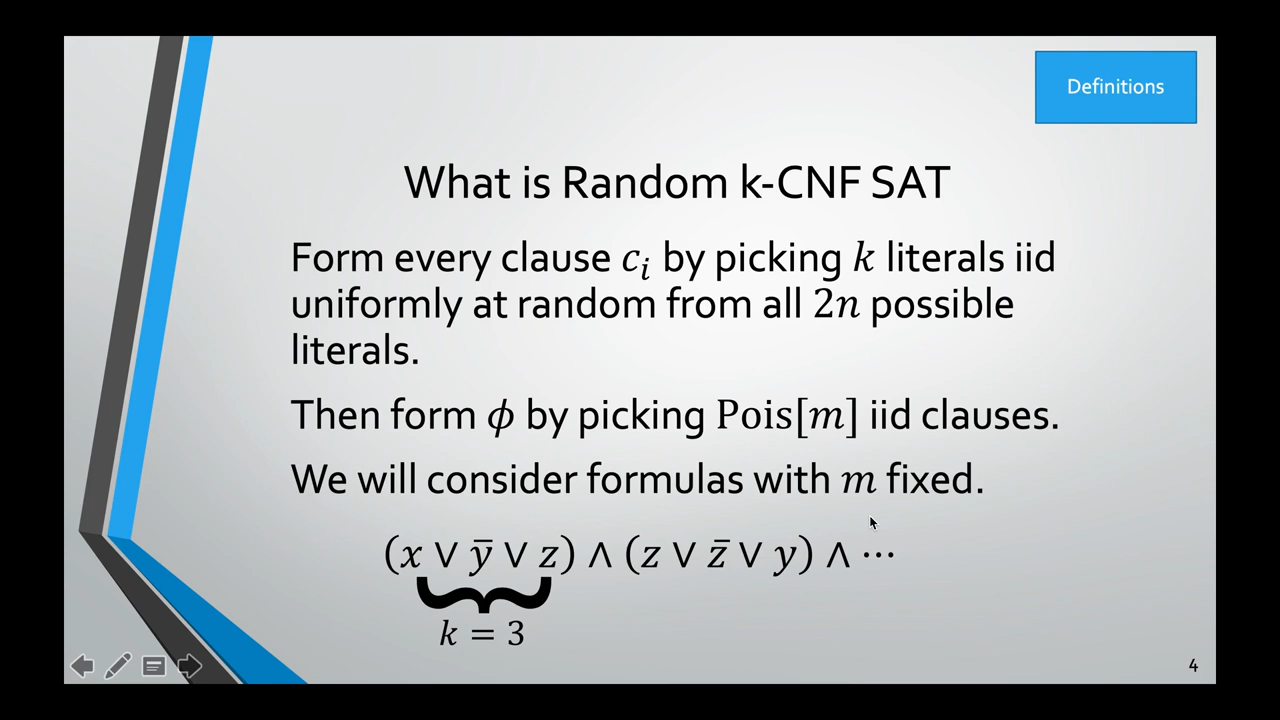 Definitions
What is Random k-CNF SAT
Form every clause cᵢ by picking k literals iid
uniformly at random from all 2n possible
literals.
Then form ϕ by picking Pois[m] iid clauses.
We will consider formulas with m fixed.
(x ∨ ȳ ∨ z) ∧ (z ∨ z̄ ∨ y) ∧ ⋯
k = 3
4